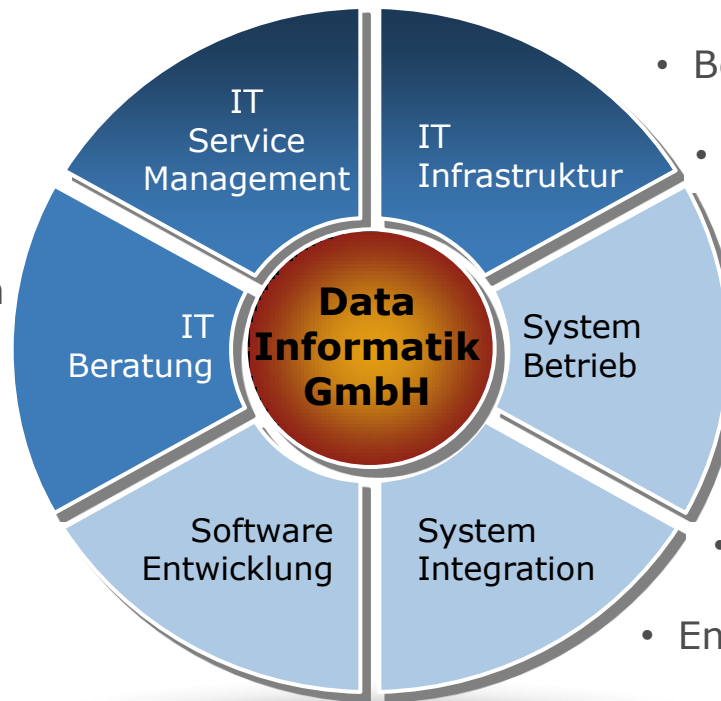 IT
Service
Management
IT
Infrastruktur
IT
Beratung
Data
Informatik
GmbH
System
Betrieb
Software
Entwicklung
System
Integration